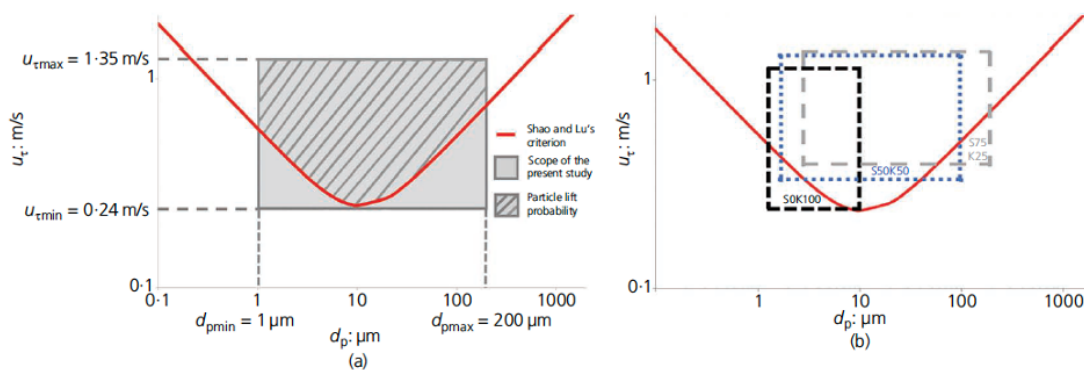 uτmax = 1·35 m/s
1
uτ: m/s
uτmin = 0·24 m/s
0·1
0·1
1
10
100
1000
dpmin = 1 μm
dpmax = 200 μm
dp: μm
(a)
Shao and Lu's
criterion
Scope of the
present study
Particle lift
probability
1
uτ: m/s
0·1
S75
K25
S50K50
S0K100
1
10
100
1000
dp: μm
(b)